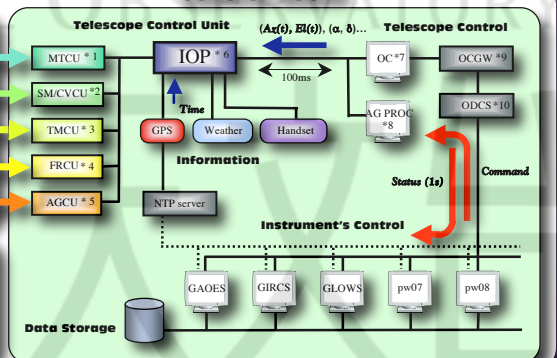 Telescope Control Unit
(Az(t), El(t)), (α, δ)...
Telescope Control
MTCU * 1
SM/CVCU *2
TMCU * 3
FRCU * 4
AGCU * 5
IOP * 6
100ms
OC *7
OCGW *9
AG PROC
*8
ODCS *10
Time
GPS
Weather
Handset
Information
Status (1s)
Command
NTP server
Instrument's Control
GAOES
GIRCS
GLOWS
pw07
pw08
Data Storage